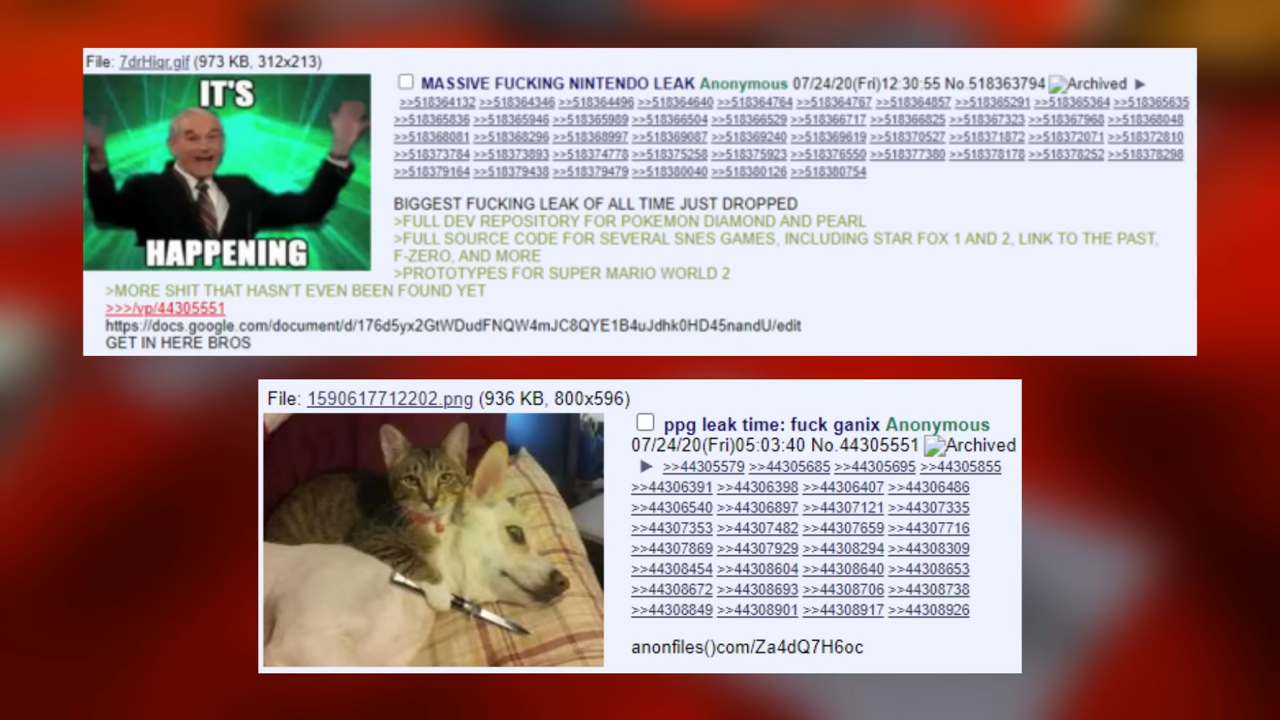 File: 7drHiqr.gif (973 KB, 312x213)
IT'S
HAPPENING
MASSIVE FUCKING NINTENDO LEAK Anonymous 07/24/20(Fri)12:30:55 No.518363794 Archived ▶
>>518364132 >>518364346 >>518364496 >>518364640 >>518364764 >>518364767 >>518364857 >>518365291 >>518365364 >>518365635
>>518365836 >>518365946 >>518365989 >>518366504 >>518366529 >>518366717 >>518366825 >>518367323 >>518367968 >>518368048
>>518368081 >>518368296 >>518368997 >>518369087 >>518369240 >>518369619 >>518370527 >>518371872 >>518372071 >>518372810
>>518373784 >>518373893 >>518374778 >>518375258 >>518375923 >>518376550 >>518377380 >>518378178 >>518378252 >>518378298
>>518379164 >>518379438 >>518379479 >>518380040 >>518380126 >>518380754
BIGGEST FUCKING LEAK OF ALL TIME JUST DROPPED
>FULL DEV REPOSITORY FOR POKEMON DIAMOND AND PEARL
>FULL SOURCE CODE FOR SEVERAL SNES GAMES, INCLUDING STAR FOX 1 AND 2, LINK TO THE PAST,
F-ZERO, AND MORE
>PROTOTYPES FOR SUPER MARIO WORLD 2
>MORE SHIT THAT HASN'T EVEN BEEN FOUND YET
>>>/vp/44305551
https://docs.google.com/document/d/176d5yx2GtWDudFNQW4mJC8QYE1B4uJdhk0HD45nandU/edit
GET IN HERE BROS
File: 1590617712202.png (936 KB, 800x596)
ppg leak time: fuck ganix Anonymous
07/24/20(Fri)05:03:40 No.44305551 Archived
▶ >>44305579 >>44305685 >>44305695 >>44305855
>>44306391 >>44306398 >>44306407 >>44306486
>>44306540 >>44306897 >>44307121 >>44307335
>>44307353 >>44307482 >>44307659 >>44307716
>>44307869 >>44307929 >>44308294 >>44308309
>>44308454 >>44308604 >>44308640 >>44308653
>>44308672 >>44308693 >>44308706 >>44308738
>>44308849 >>44308901 >>44308917 >>44308926
anonfiles()com/Za4dQ7H6oc